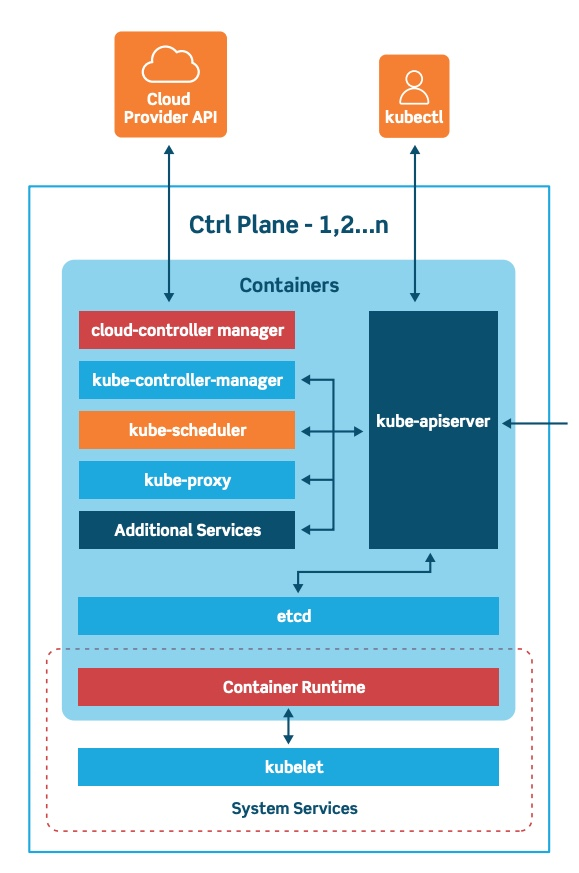 Cloud
Provider API
kubectl
Ctrl Plane - 1,2...n
Containers
cloud-controller manager
kube-controller-manager
kube-scheduler
kube-apiserver
kube-proxy
Additional Services
etcd
Container Runtime
kubelet
System Services